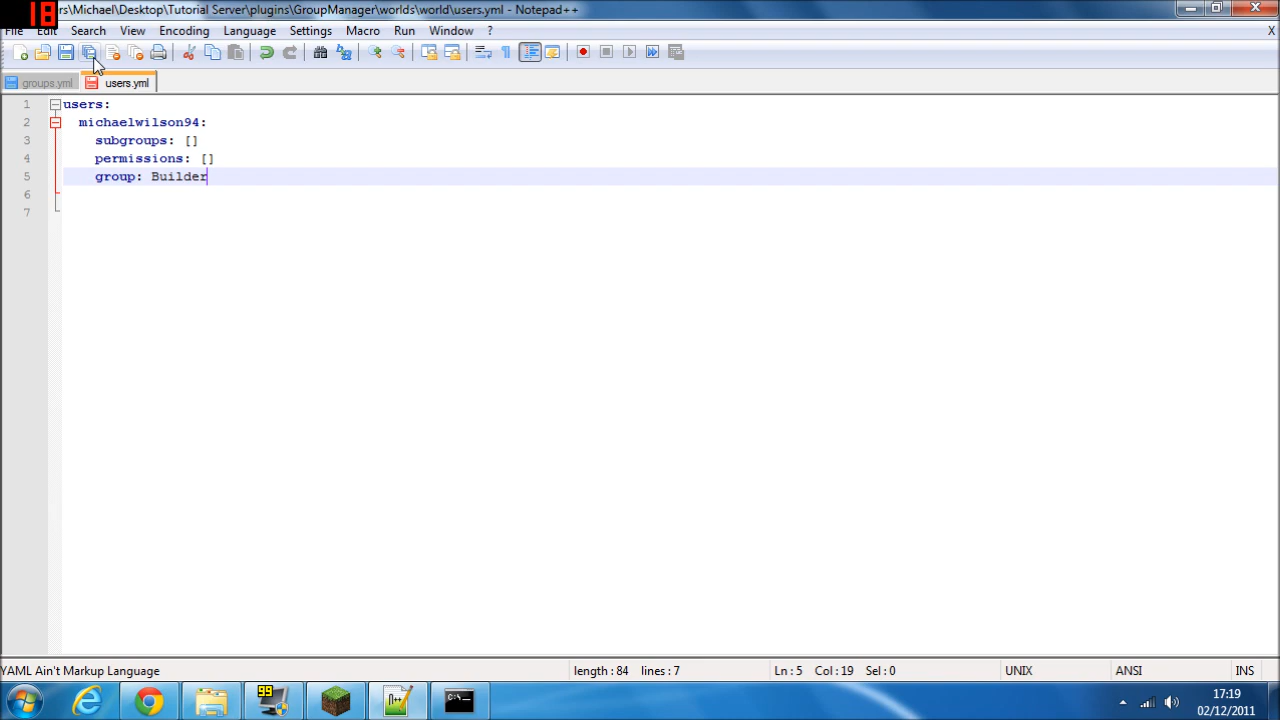 18
rs\Michael\Desktop\Tutorial Server\plugins\GroupManager\worlds\world\users.yml - Notepad++
File Edit Search View Encoding Language Settings Macro Run Window ? X
groups.yml users.yml
1 users:
2 michaelwilson94:
3 subgroups: []
4 permissions: []
5 group: Builder
6
7
YAML Ain't Markup Language length : 84 lines : 7 Ln : 5 Col : 19 Sel : 0 UNIX ANSI INS
99
17:19
02/12/2011